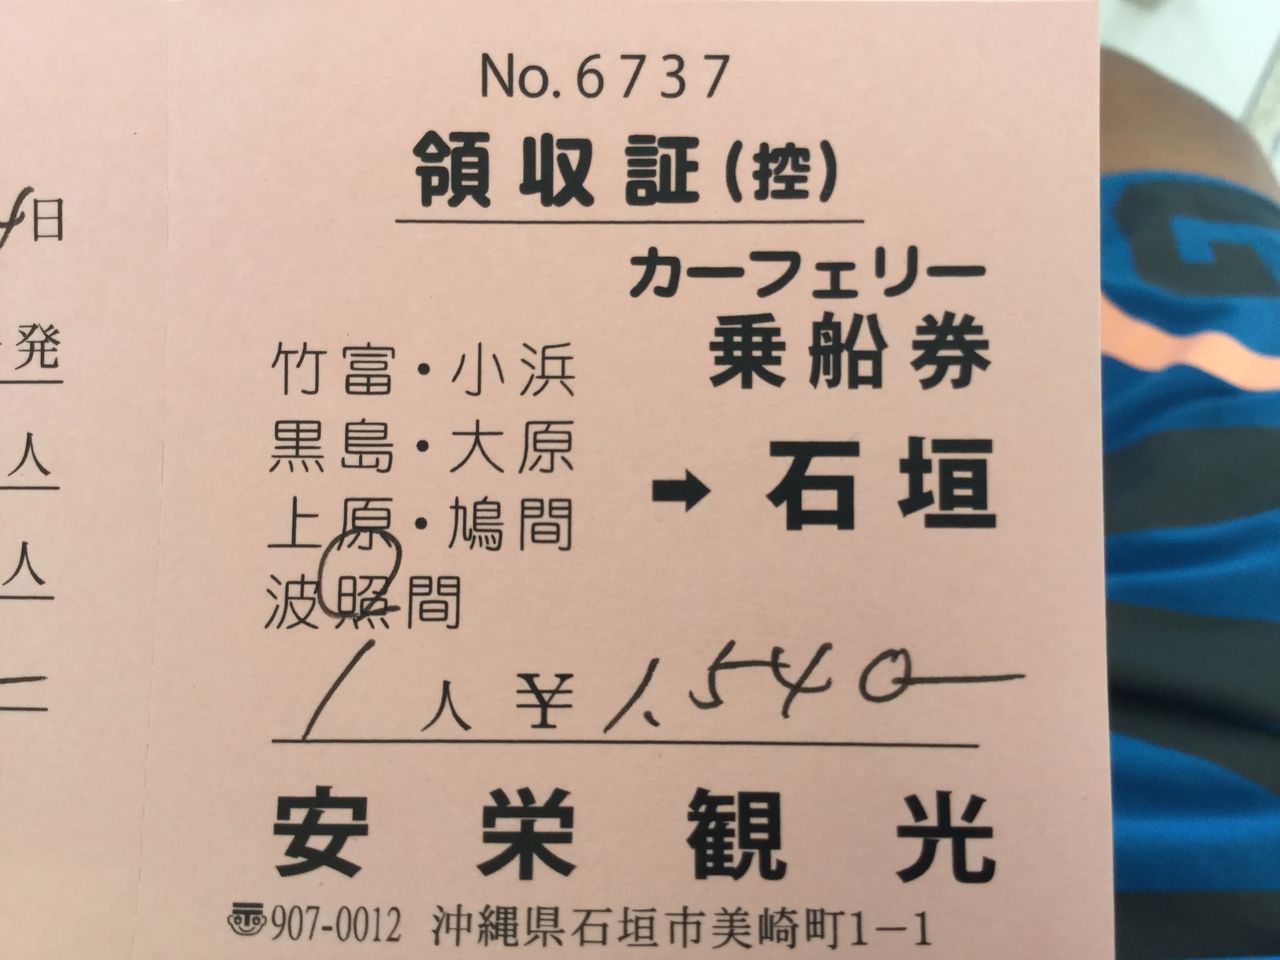 No.6737
領収証(控)
カーフェリー
乗船券
竹富・小浜
黒島・大原
上原・鳩間
波照間
➡石垣
1人¥1,540
安栄観光
907-0012 沖縄県石垣市美崎町1-1
日
発
人
人
G